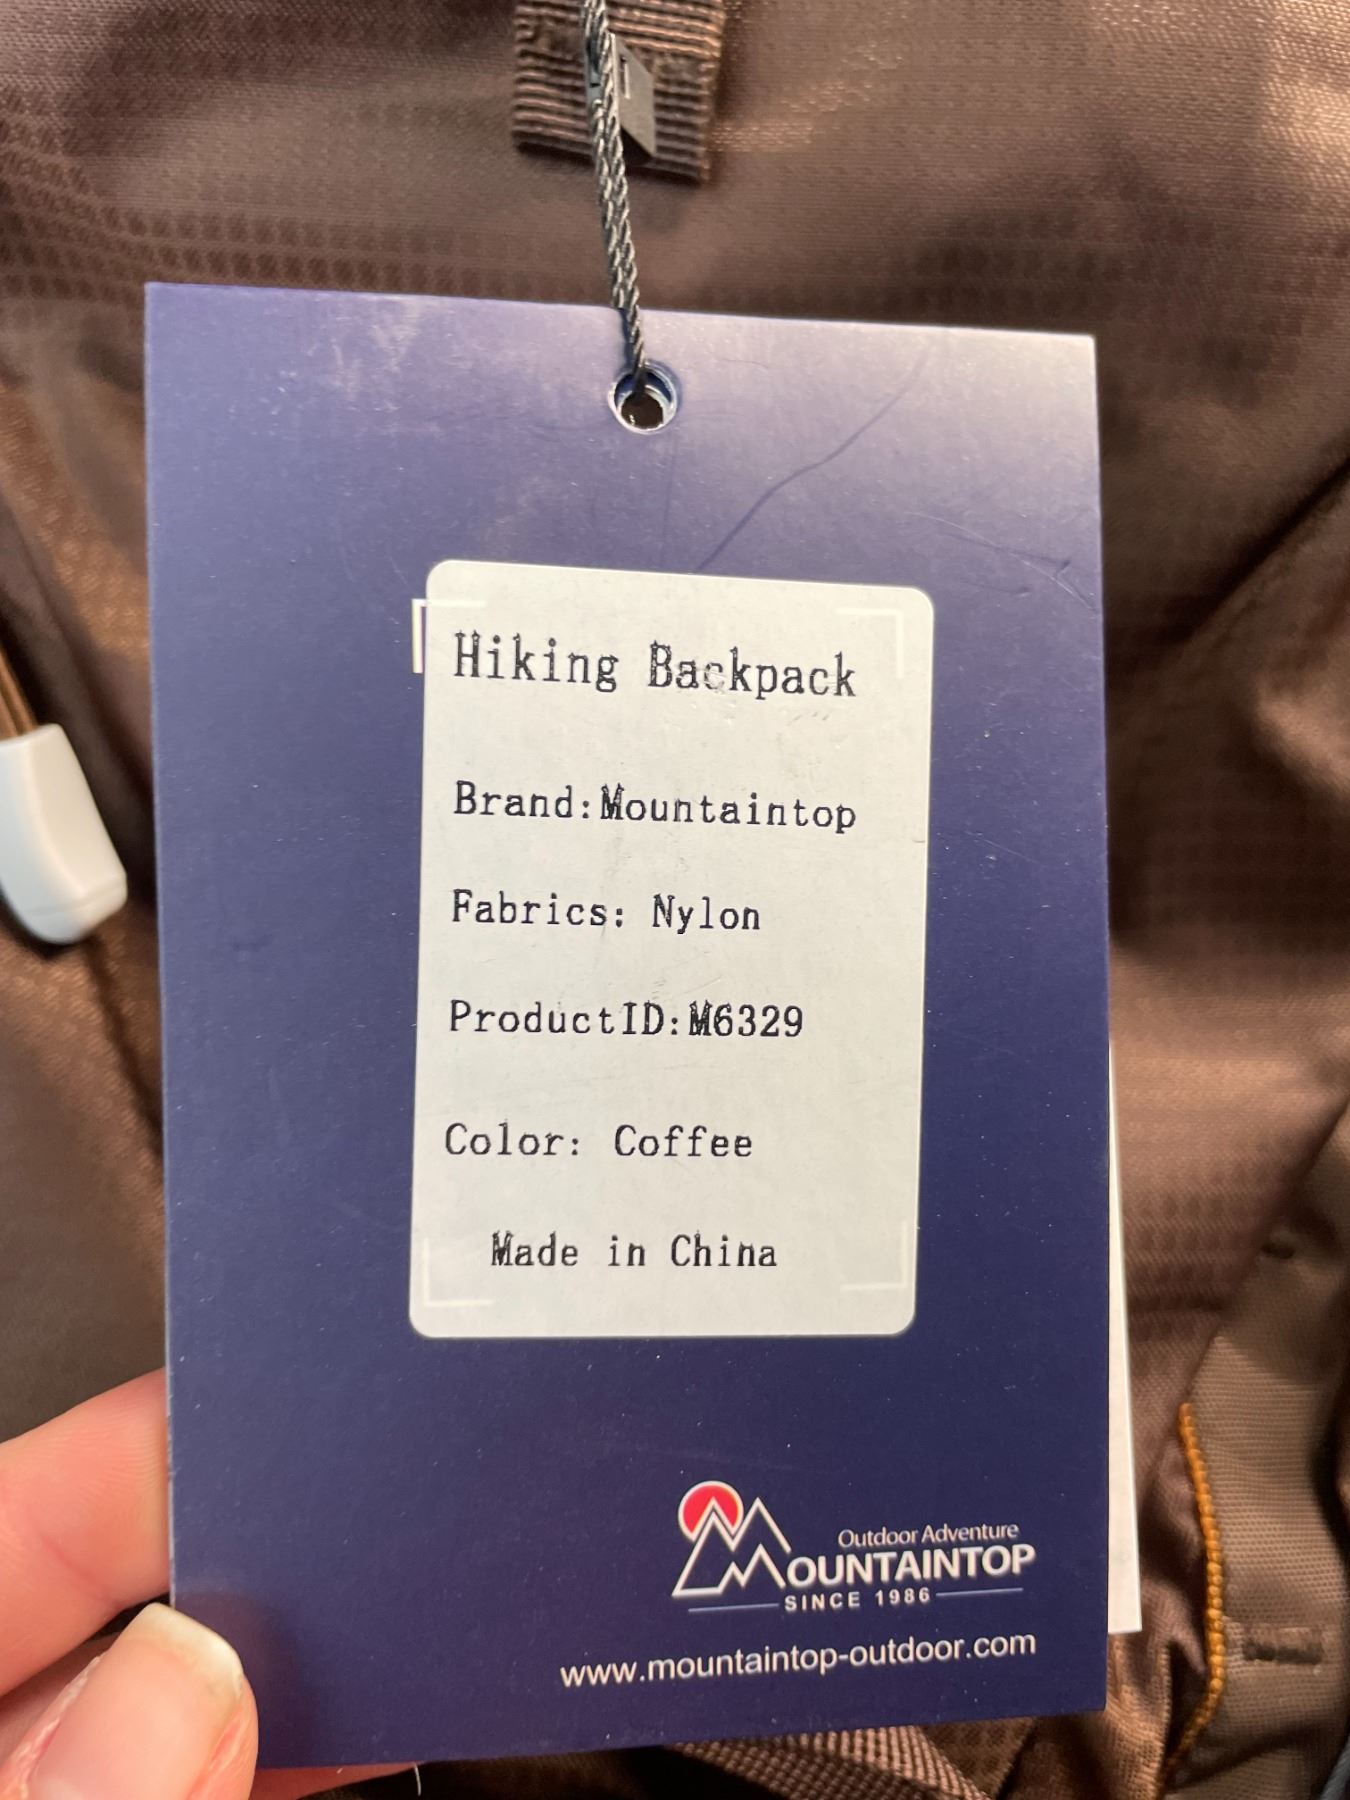 Hiking Backpack
Brand:Mountaintop
Fabrics: Nylon
ProductID:M6329
Color: Coffee
Made in China
Outdoor Adventure
MOUNTAINTOP
SINCE 1986
www.mountaintop-outdoor.com